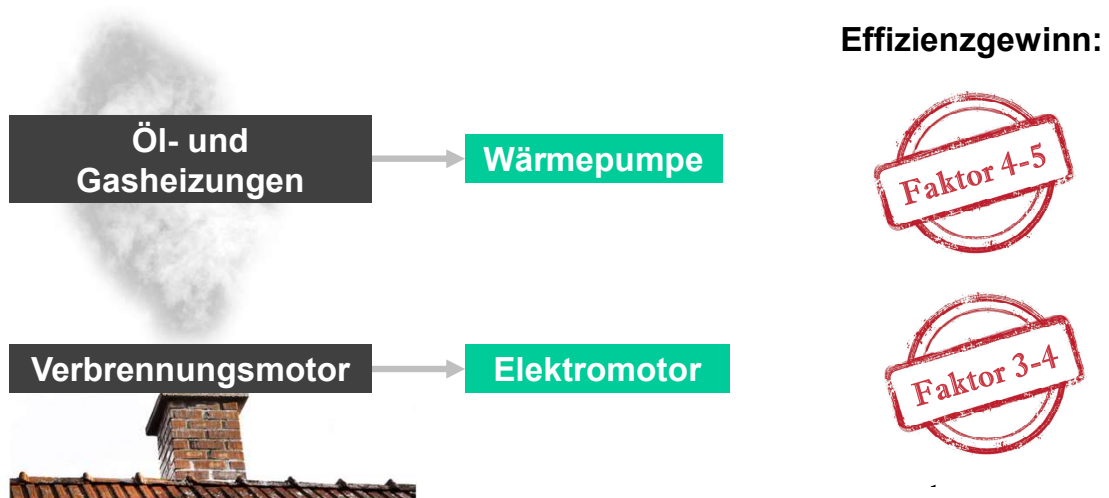 Effizienzgewinn:
Öl- und
Gasheizungen
Wärmepumpe
Faktor 4-5
Verbrennungsmotor
Elektromotor
Faktor 3-4